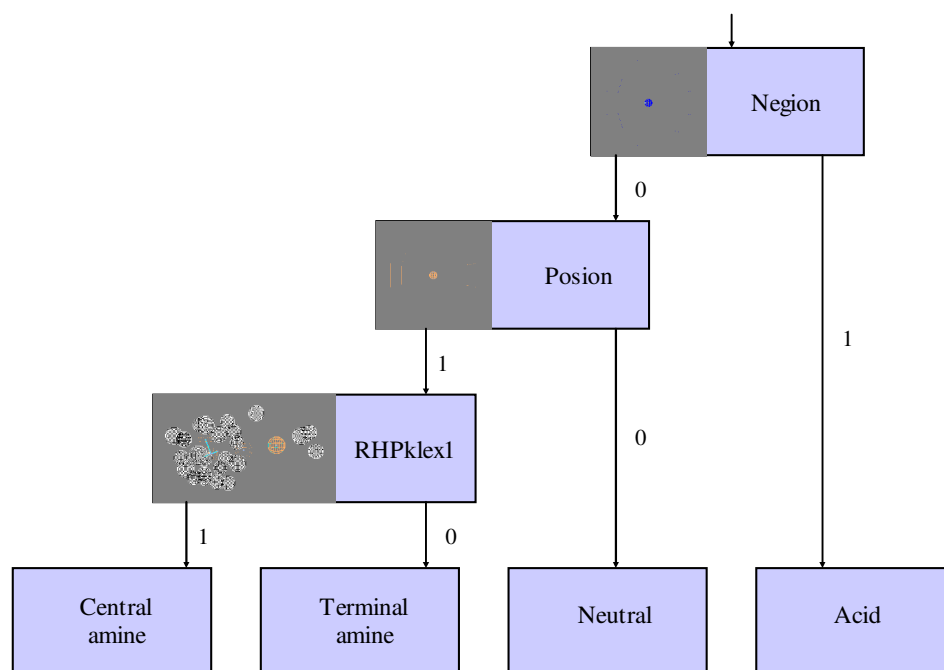 Negion
0
Posion
1
1
RHPklex1
0
1
0
Central
amine
Terminal
amine
Neutral
Acid